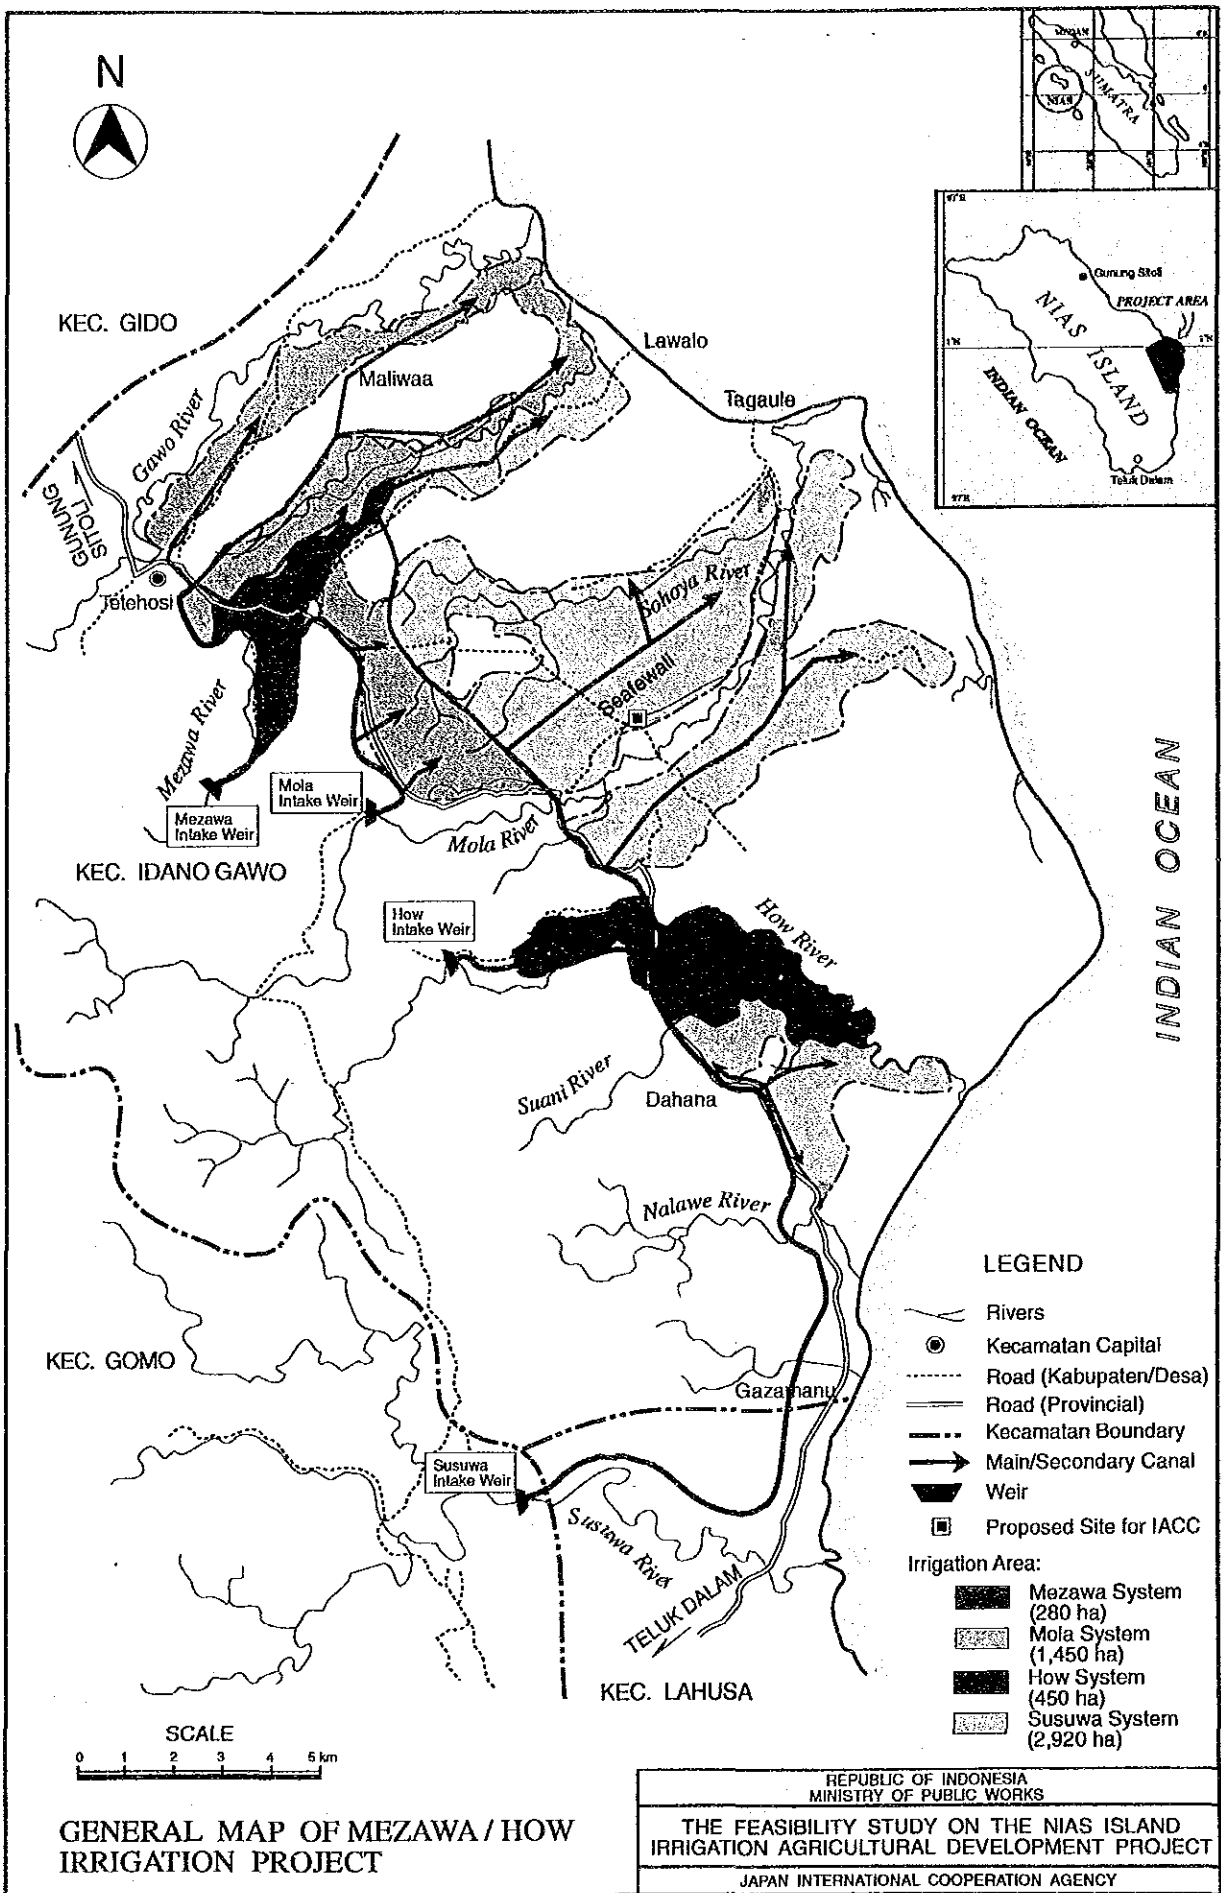 N
KEC. GIDO
Gawo River
Maliwaa
Lawalo
Tagaule
GUNUNG
SITOLI
Tetehosi
Sohaya River
Seafewali
Mezawa River
Mezawa
Intake Weir
Mola
Intake Weir
Mola River
KEC. IDANO GAWO
How
Intake Weir
How River
Suani River
Dahana
Nalawe River
KEC. GOMO
Gazamanu
Susuwa
Intake Weir
Susuwa River
TELUK DALAM
KEC. LAHUSA
INDIAN OCEAN
MEDAN
SUMATRA
NIAS
Gunung Sitoli
PROJECT AREA
NIAS ISLAND
INDIAN OCEAN
1°N
1°N
Teluk Dalam
LEGEND
Rivers
Kecamatan Capital
Road (Kabupaten/Desa)
Road (Provincial)
Kecamatan Boundary
Main/Secondary Canal
Weir
Proposed Site for IACC
Irrigation Area:
Mezawa System
(280 ha)
Mola System
(1,450 ha)
How System
(450 ha)
Susuwa System
(2,920 ha)
SCALE
0 1 2 3 4 5 km
GENERAL MAP OF MEZAWA / HOW
IRRIGATION PROJECT
REPUBLIC OF INDONESIA
MINISTRY OF PUBLIC WORKS
THE FEASIBILITY STUDY ON THE NIAS ISLAND
IRRIGATION AGRICULTURAL DEVELOPMENT PROJECT
JAPAN INTERNATIONAL COOPERATION AGENCY